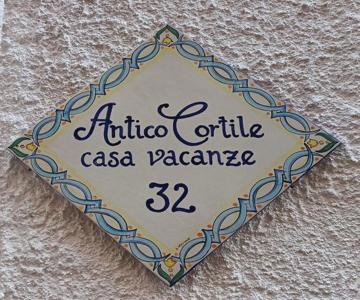 Antico Cortile
casa vacanze
32